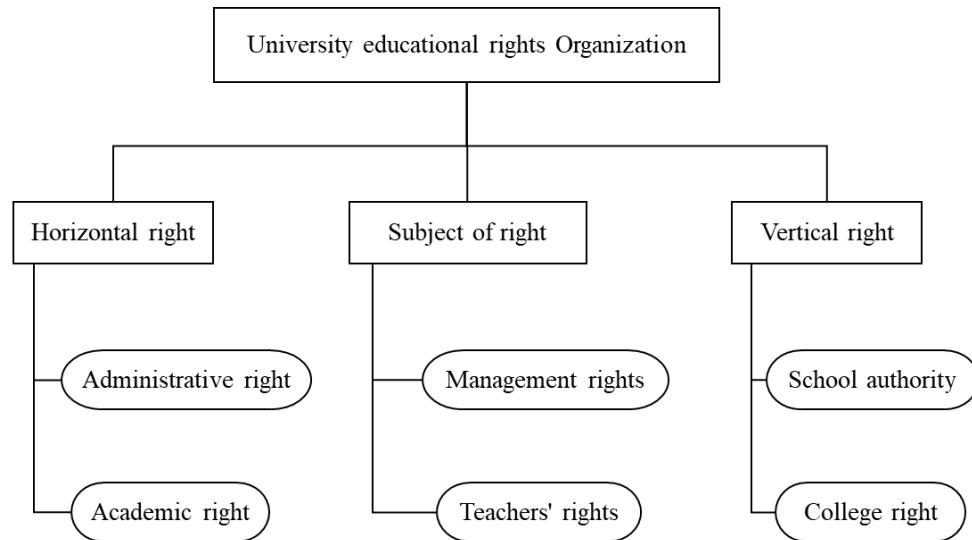 University educational rights Organization
Horizontal right
Subject of right
Vertical right
Administrative right
Management rights
School authority
Academic right
Teachers' rights
College right